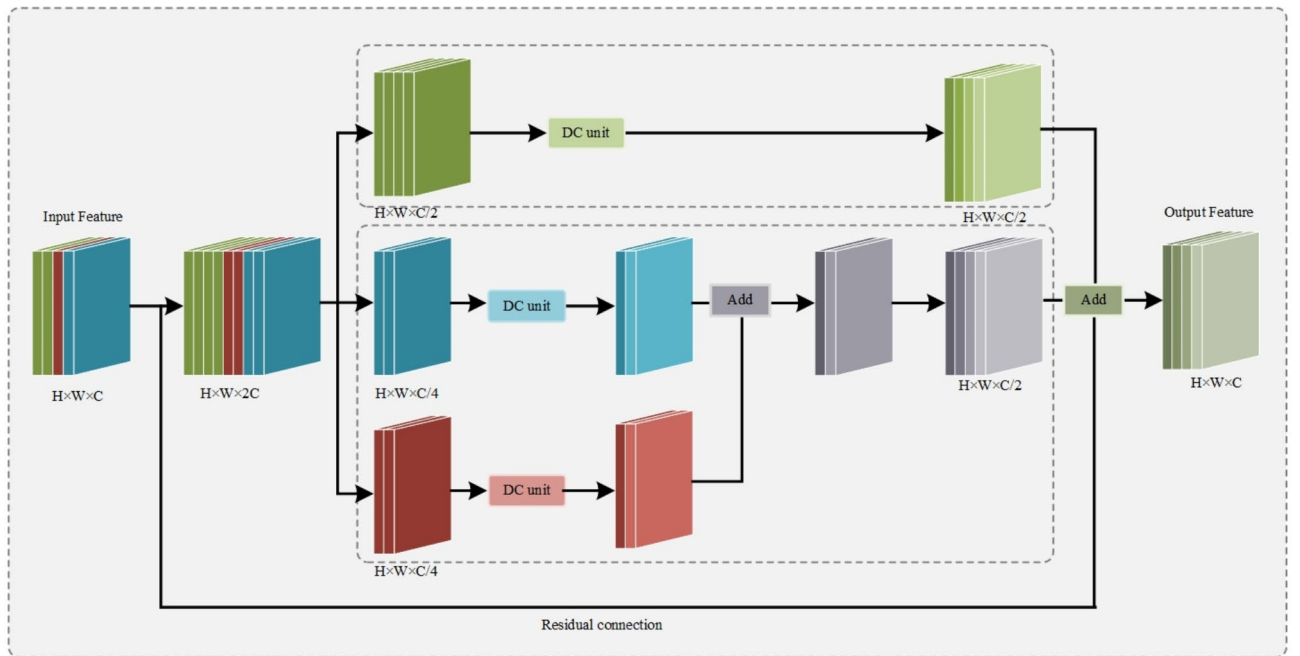 DC unit
H×W×C/2
H×W×C/2
Input Feature
Output Feature
DC unit
Add
Add
H×W×C
H×W×2C
H×W×C/4
H×W×C/2
H×W×C
DC unit
H×W×C/4
Residual connection